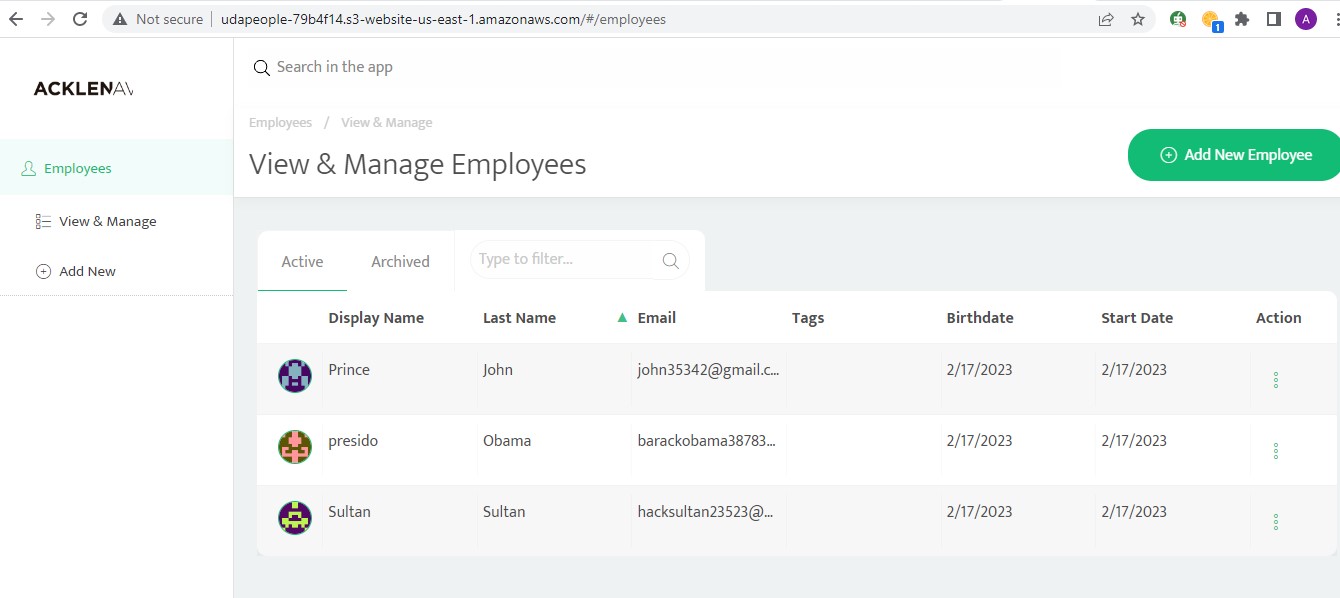 Not secure | udapeople-79b4f14.s3-website-us-east-1.amazonaws.com/#/employees
1
A
ACKLENAV
Search in the app
Employees / View & Manage
View & Manage Employees
Add New Employee
Employees
View & Manage
Add New
Active Archived Type to filter...
Display Name Last Name Email Tags Birthdate Start Date Action
Prince John john35342@gmail.c... 2/17/2023 2/17/2023
presido Obama barackobama38783... 2/17/2023 2/17/2023
Sultan Sultan hacksultan23523@... 2/17/2023 2/17/2023